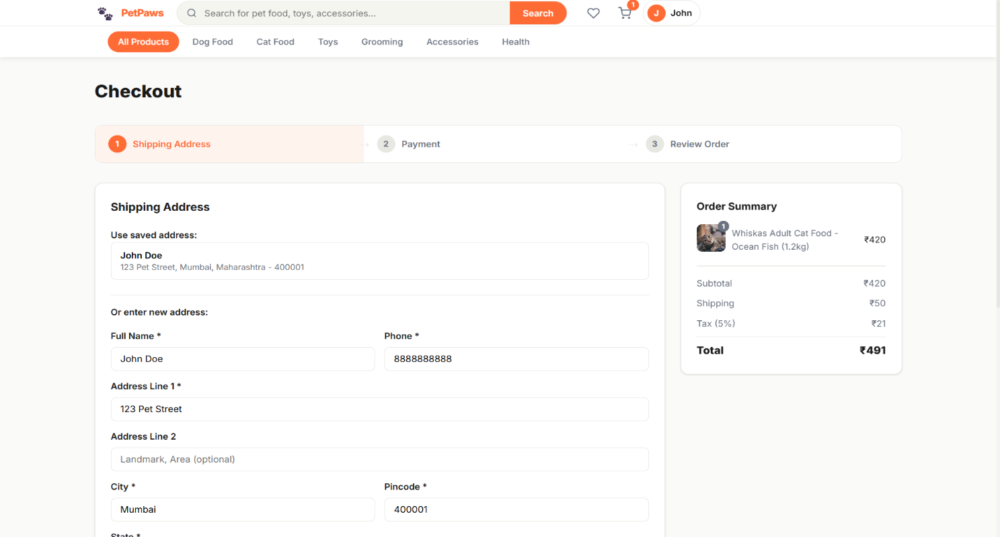 PetPaws
Search for pet food, toys, accessories...
Search
1
J
John
All Products
Dog Food
Cat Food
Toys
Grooming
Accessories
Health
Checkout
1 Shipping Address
→
2 Payment
→
3 Review Order
Shipping Address
Use saved address:
John Doe
123 Pet Street, Mumbai, Maharashtra - 400001
Or enter new address:
Full Name *
John Doe
Phone *
8888888888
Address Line 1 *
123 Pet Street
Address Line 2
Landmark, Area (optional)
City *
Mumbai
Pincode *
400001
State *
Order Summary
1
Whiskas Adult Cat Food -
Ocean Fish (1.2kg)
₹420
Subtotal ₹420
Shipping ₹50
Tax (5%) ₹21
Total ₹491